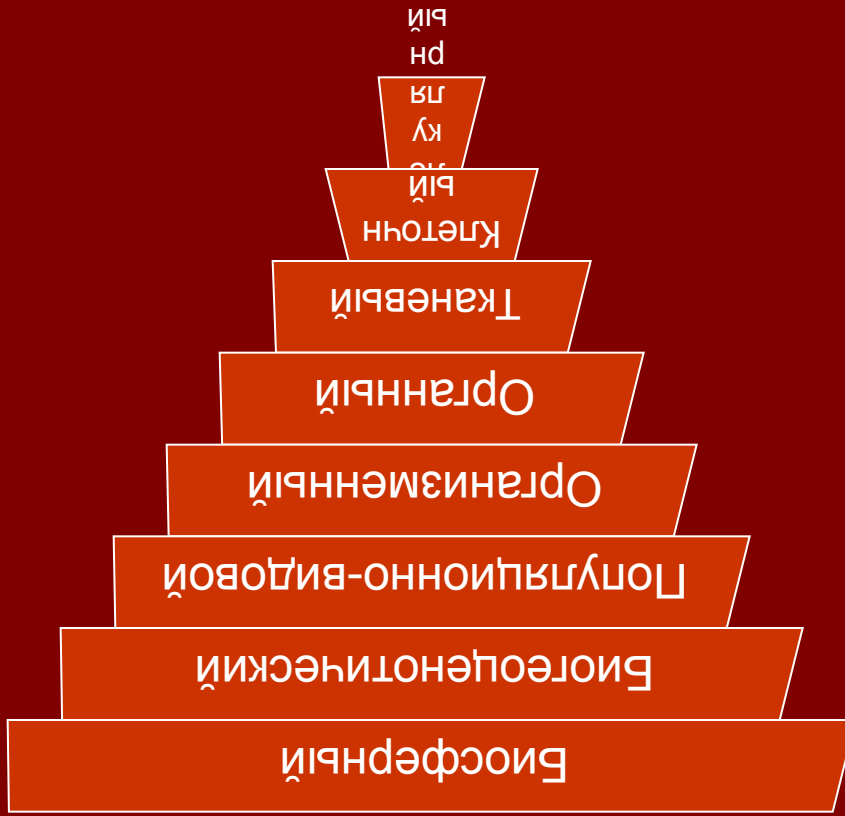 Биосферный
Биогеоценотический
Популяционно-видовой
Организменный
Органный
Тканевый
Клеточн
ый
ку
ля
рн
ый